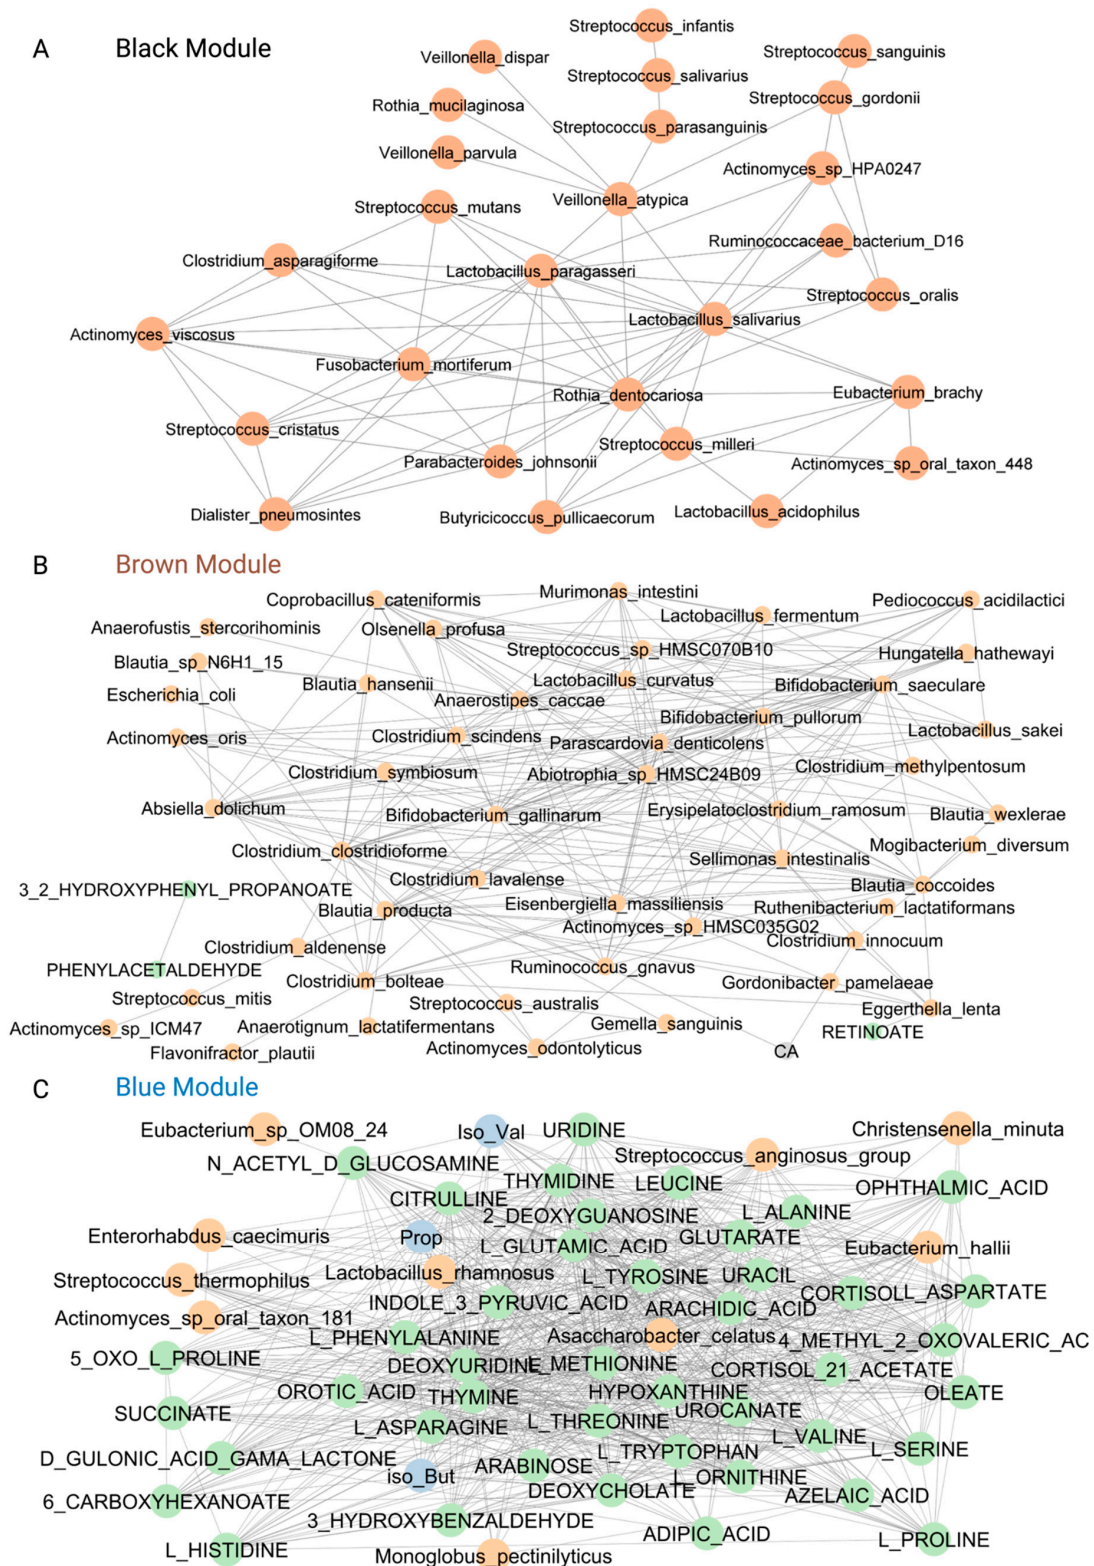 A Black Module
Streptococcus_infantis
Veillonella_dispar
Streptococcus_sanguinis
Streptococcus_salivarius
Rothia_mucilaginosa
Streptococcus_gordonii
Streptococcus_parasanguinis
Veillonella_parvula
Actinomyces_sp_HPA0247
Streptococcus_mutans
Veillonella_atypica
Ruminococcaceae_bacterium_D16
Clostridium_asparagiforme
Lactobacillus_paragasseri
Streptococcus_oralis
Lactobacillus_salivarius
Actinomyces_viscosus
Fusobacterium_mortiferum
Rothia_dentocariosa
Eubacterium_brachy
Streptococcus_cristatus
Streptococcus_milleri
Parabacteroides_johnsonii
Actinomyces_sp_oral_taxon_448
Dialister_pneumosintes
Butyricicoccus_pullicaecorum
Lactobacillus_acidophilus
B Brown Module
Murimonas_intestini
Coprobacillus_cateniformis
Pediococcus_acidilactici
Lactobacillus_fermentum
Anaerofustis_stercorihominis
Olsenella_profusa
Streptococcus_sp_HMSC070B10
Hungatella_hathewayi
Blautia_sp_N6H1_15
Blautia_hansenii
Lactobacillus_curvatus
Bifidobacterium_saeculare
Escherichia_coli
Anaerostipes_caccae
Bifidobacterium_pullorum
Lactobacillus_sakei
Actinomyces_oris
Clostridium_scindens
Parascardovia_denticolens
Clostridium_methylpentosum
Clostridium_symbiosum
Abiotrophia_sp_HMSC24B09
Absiella_dolichum
Bifidobacterium_gallinarum
Erysipelatoclostridium_ramosum
Blautia_wexlerae
Clostridium_clostridioforme
Mogibacterium_diversum
Sellimonas_intestinalis
Clostridium_lavalense
Blautia_coccoides
3_2_HYDROXYPHENYL_PROPANOATE
Blautia_producta
Eisenbergiella_massiliensis
Ruthenibacterium_lactatiformans
Actinomyces_sp_HMSC035G02
Clostridium_innocuum
Clostridium_aldenense
PHENYLACETALDEHYDE
Clostridium_bolteae
Ruminococcus_gnavus
Gordonibacter_pamelaeae
Streptococcus_mitis
Streptococcus_australis
Eggerthella_lenta
Actinomyces_sp_ICM47
Anaerotignum_lactatifermentans
Gemella_sanguinis
RETINOATE
Flavonifractor_plautii
Actinomyces_odontolyticus
CA
C Blue Module
Eubacterium_sp_OM08_24
Iso_Val
URIDINE
Christensenella_minuta
N_ACETYL_D_GLUCOSAMINE
Streptococcus_anginosus_group
THYMIDINE
LEUCINE
OPHTHALMIC_ACID
CITRULLINE
2_DEOXYGUANOSINE
L_ALANINE
Enterorhabdus_caecimuris
Prop
L_GLUTAMIC_ACID
GLUTARATE
Eubacterium_hallii
Streptococcus_thermophilus
Lactobacillus_rhamnosus
L_TYROSINE
URACIL
CORTISOL
L_ASPARTATE
Actinomyces_sp_oral_taxon_181
INDOLE_3_PYRUVIC_ACID
ARACHIDIC_ACID
L_PHENYLALANINE
Asaccharobacter_celatus
4_METHYL_2_OXOVALERIC_AC
5_OXO_L_PROLINE
DEOXYURIDINE
L_METHIONINE
CORTISOL_21_ACETATE
OROTIC_ACID
THYMINE
HYPOXANTHINE
OLEATE
SUCCINATE
L_ASPARAGINE
L_THREONINE
UROCANATE
L_VALINE
L_SERINE
D_GULONIC_ACID_GAMA_LACTONE
iso_But
ARABINOSE
L_TRYPTOPHAN
L_ORNITHINE
6_CARBOXYHEXANOATE
DEOXYCHOLATE
AZELAIC_ACID
3_HYDROXYBENZALDEHYDE
ADIPIC_ACID
L_PROLINE
L_HISTIDINE
Monoglobus_pectinilyticus